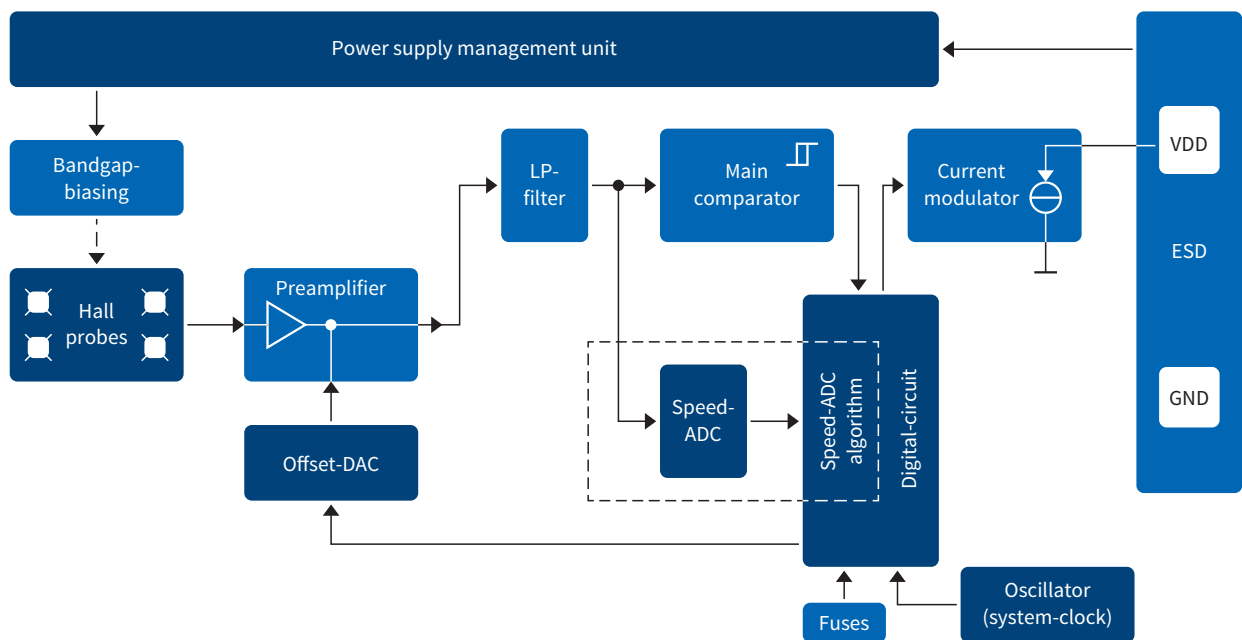 Power supply management unit
Bandgap-
biasing
LP-
filter
Main
comparator
Current
modulator
VDD
ESD
GND
Hall
probes
Preamplifier
Speed-
ADC
Speed-ADC
algorithm
Digital-circuit
Offset-DAC
Fuses
Oscillator
(system-clock)